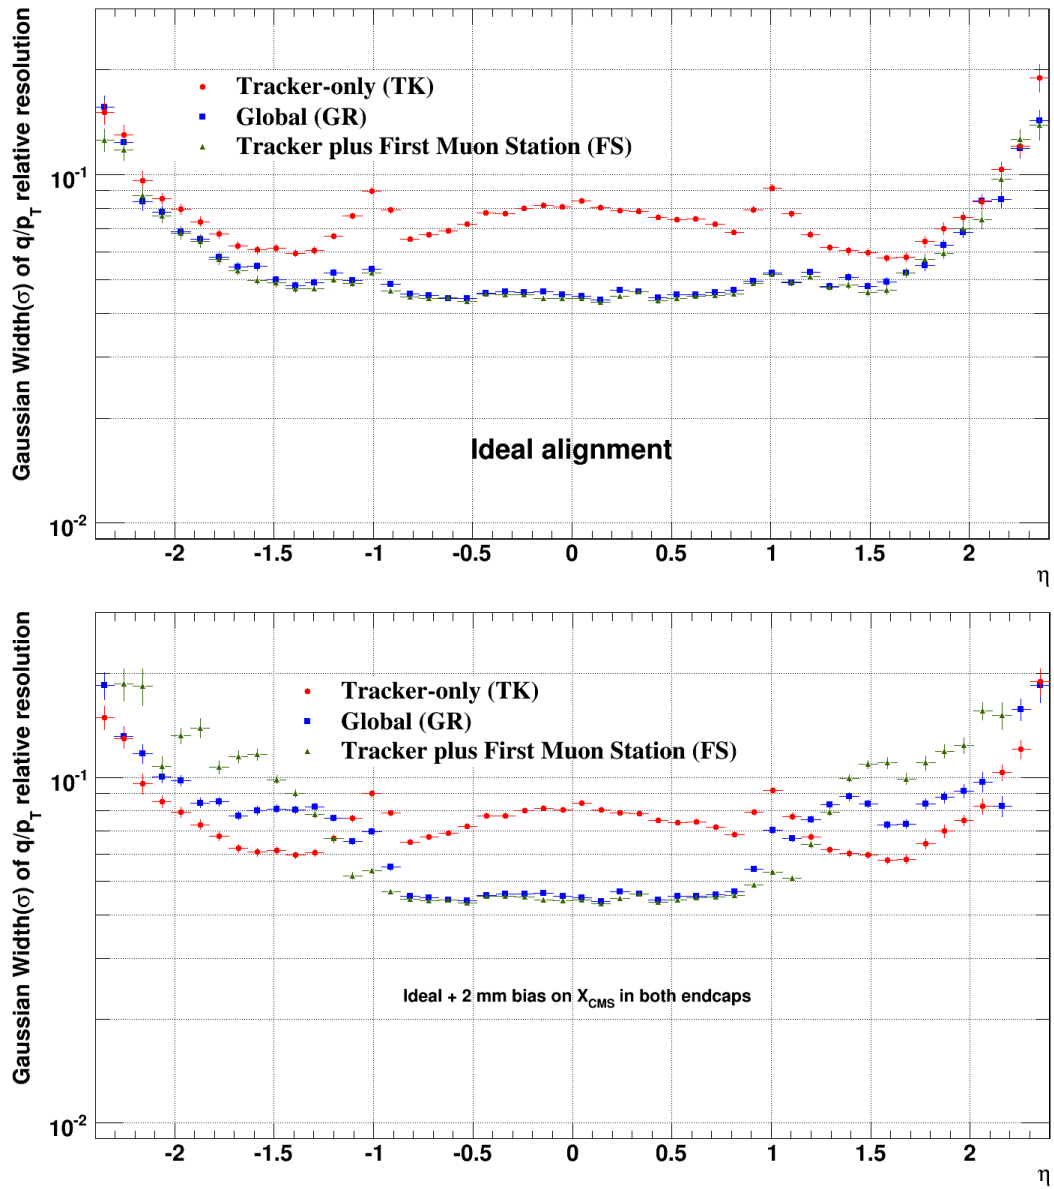 Gaussian Width(σ) of q/pT relative resolution
Tracker-only (TK)
Global (GR)
Tracker plus First Muon Station (FS)
10-1
Ideal alignment
10-2
-2 -1.5 -1 -0.5 0 0.5 1 1.5 2
η
Gaussian Width(σ) of q/pT relative resolution
Tracker-only (TK)
Global (GR)
Tracker plus First Muon Station (FS)
10-1
Ideal + 2 mm bias on XCMS in both endcaps
10-2
-2 -1.5 -1 -0.5 0 0.5 1 1.5 2
η